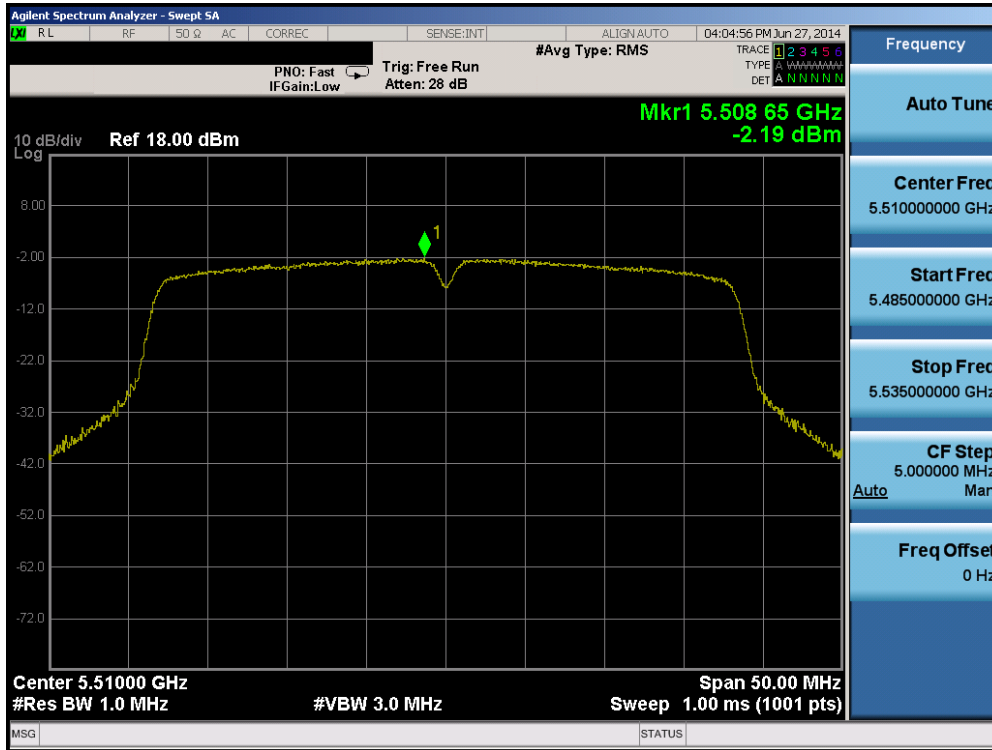 Agilent Spectrum Analyzer - Swept SA
LXI RL RF 50 Ω AC CORREC SENSE:INT ALIGN AUTO 04:04:56 PM Jun 27, 2014
#Avg Type: RMS
TRACE 1 2 3 4 5 6
TYPE A
DET A N N N N N
PNO: Fast
IFGain:Low
Trig: Free Run
Atten: 28 dB
Mkr1 5.508 65 GHz
-2.19 dBm
10 dB/div Ref 18.00 dBm
Log
1
8.00
-2.00
-12.0
-22.0
-32.0
-42.0
-52.0
-62.0
-72.0
Center 5.51000 GHz Span 50.00 MHz
#Res BW 1.0 MHz #VBW 3.0 MHz Sweep 1.00 ms (1001 pts)
MSG STATUS
Frequency
Auto Tune
Center Freq
5.510000000 GHz
Start Freq
5.485000000 GHz
Stop Freq
5.535000000 GHz
CF Step
5.000000 MHz
Auto Man
Freq Offset
0 Hz